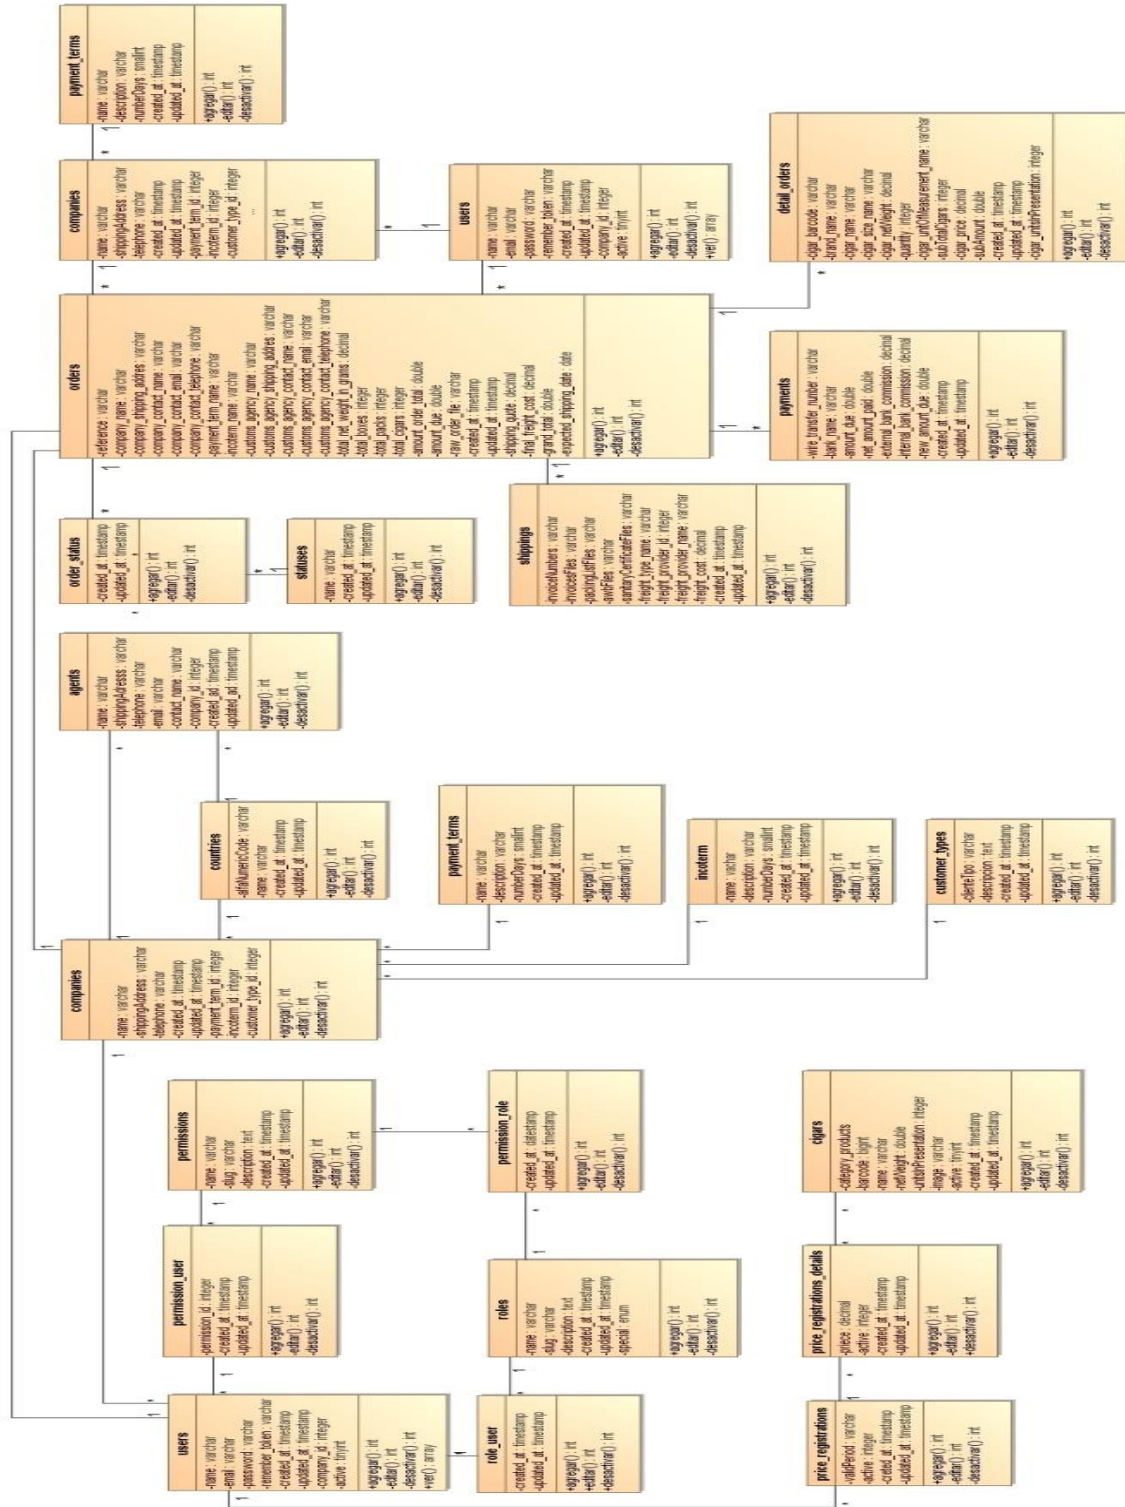 users
-name : varchar
-email : varchar
-password : varchar
-remember_token : varchar
-created_at : timestamp
-updated_at : timestamp
-company_id : integer
-active : tinyint
+agregar() : int
-editar() : int
-desactivar() : int
+ver() : array
permission_user
-permission_id : integer
-created_at : timestamp
-updated_at : timestamp
+agregar() : int
-editar() : int
-desactivar() : int
permissions
-name : varchar
-slug : varchar
-description : text
-created_at : timestamp
-updated_at : timestamp
+agregar() : int
-editar() : int
-desactivar() : int
role_user
-created_at : timestamp
-updated_at : timestamp
+agregar() : int
+editar() : int
+desactivar() : int
roles
-name : varchar
-slug : varchar
-description : text
-created_at : timestamp
-updated_at : timestamp
-special : enum
+agregar() : int
-editar() : int
-desactivar() : int
permission_role
-created_at : datestamp
-updated_at : timestamp
+agregar() : int
-editar() : int
-desactivar() : int
price_registrations
-validPeriod : varchar
-active : integer
-creted_at : timestamp
-updated_at : timestamp
+agregar() : int
-editar() : int
-desactivar() : int
price_registrations_details
-priece : decimal
-active : integer
-created_at : timestamp
-updated_at : timestamp
+agregar() : int
-editar() : int
+desactivar() : int
cigars
-category_products
-barcode : bigint
-name : varchar
-netWeight : double
-unitsInPresentation : integer
-image : varchar
-active : tinyint
-created_at : timestamp
-updated_at : timestamp
+agregar() : int
-editar() : int
-desactivar() : int
companies
-name : varchar
-shippingAddress : varchar
-telephone : varchar
-created_at : timestamp
-updated_at : timestamp
-payment_term_id : integer
-incoterm_id : integer
-customer_type_id : integer
+agregar() : int
-editar() : int
-desactivar() : int
countries
-alfaNumericCode : varchar
-name : varchar
-created_at : timestamp
-updated_at : timestamp
+agregar() : int
-editar() : int
-desactivar() : int
agents
-name : varchar
-shippingAdresss : varchar
-telephone : varchar
-email : varchar
-contact_name : varchar
-company_id : integer
-created_ad : timestamp
-updated_ad : timestamp
+agregar() : int
-editar() : int
-desactivar() : int
payment_terms
-name : varchar
-description : varchar
-numberDays : smalint
-created_at : timestamp
-updated_at : timestamp
+agregar() : int
-editar() : int
-desactivar() : int
incoterm
-name : vachar
-description : varchar
-numberDays : smalint
-created_at : timestamp
-updated_at : timestamp
+agregar() : int
-editar() : int
-desactivar() : int
customer_types
-clienteTipo : varchar
-descripcion : text
-created_at : timestamp
-updated_at : timestamp
+agregar() : int
-editar() : int
-desactivar() : int
order_status
-created_at : timestamp
-updated_at : timestamp
+agregar() : int
-editar() : int
-desactivar() : int
statuses
-name : varchar
-created_at : timestamp
-updated_at : timestamp
+agregar() : int
-editar() : int
-desactivar() : int
shippings
-invoiceNumbers : varchar
-invoicesFiles : varchar
-packingListFiles : varchar
-awbFiles : varchar
-sanitaryCertificateFiles : varchar
-freight_type_name : varchar
-freight_provider_id : integer
-freight_provider_name : varchar
-freight_cost : decimal
-created_at : timestamp
-updated_at : timestamp
+agregar() : int
-editar() : int
-desactivar() : int
orders
-reference : varchar
-company_name : varchar
-company_shipping_addres : varchar
-company_contact_name : varchar
-company_contact_email : varchar
-company_contact_telephone : varchar
-payment_term_name : varchar
-incoterm_name : varchar
-customs_agency_name : varchar
-customs_agency_shipping_addres : varchar
-customs_agency_contact_name : varchar
-customs_agency_contact_email : varchar
-customs_agency_contact_telephone : varchar
-total_net_weight_in_grams : decimal
-total_boxes : integer
-total_packs : integer
-total_cigars : integer
-amount_order_total : double
-amount_due : double
-raw_order_file : varchar
-created_at : timestamp
-updated_at : timestamp
-shipping_quote : decimal
-final_freight_cost : decimal
-grand_total : double
-expected_shipping_date : date
+agregar() : int
-editar() : int
-desactivar() : int
companies
-name : varchar
-shippingAddress : varchar
-telephone : varchar
-created_at : timestamp
-updated_at : timestamp
-payment_term_id : integer
-incoterm_id : integer
-customer_type_id : integer
...
+agregar() : int
-editar() : int
-desactivar() : int
payment_terms
-name : varchar
-description : varchar
-numberDays : smalint
-created_at : timestamp
-updated_at : timestamp
+agregar() : int
-editar() : int
-desactivar() : int
users
-name : varchar
-email : varchar
-password : varchar
-remember_token : varchar
-created_at : timestamp
-updated_at : timestamp
-company_id : integer
-active : tinyint
+agregar() : int
-editar() : int
-desactivar() : int
+ver() : array
payments
-wire_transfer_number : varchar
-bank_name : varchar
-amount_due : double
-net_amount_paid : double
-external_bank_commission : decimal
-internal_bank_commission : decimal
-new_amount_due : double
-created_at : timestamp
-updated_at : timestamp
+agregar() : int
-editar() : int
-desactivar() : int
detail_orders
-cigar_barcode : varchar
-brand_name : varchar
-cigar_name : varchar
-cigar_size_name : varchar
-cigar_netWeight : decimal
-quantity : integer
-cigar_unitOfMeasurement_name : varchar
-subTotalCigars : integer
-cigar_price : decimal
-subAmount : double
-created_at : timestamp
-updated_at : timestamp
-cigar_unitsInPresentation : integer
+agregar() : int
-editar() : int
-desactivar() : int